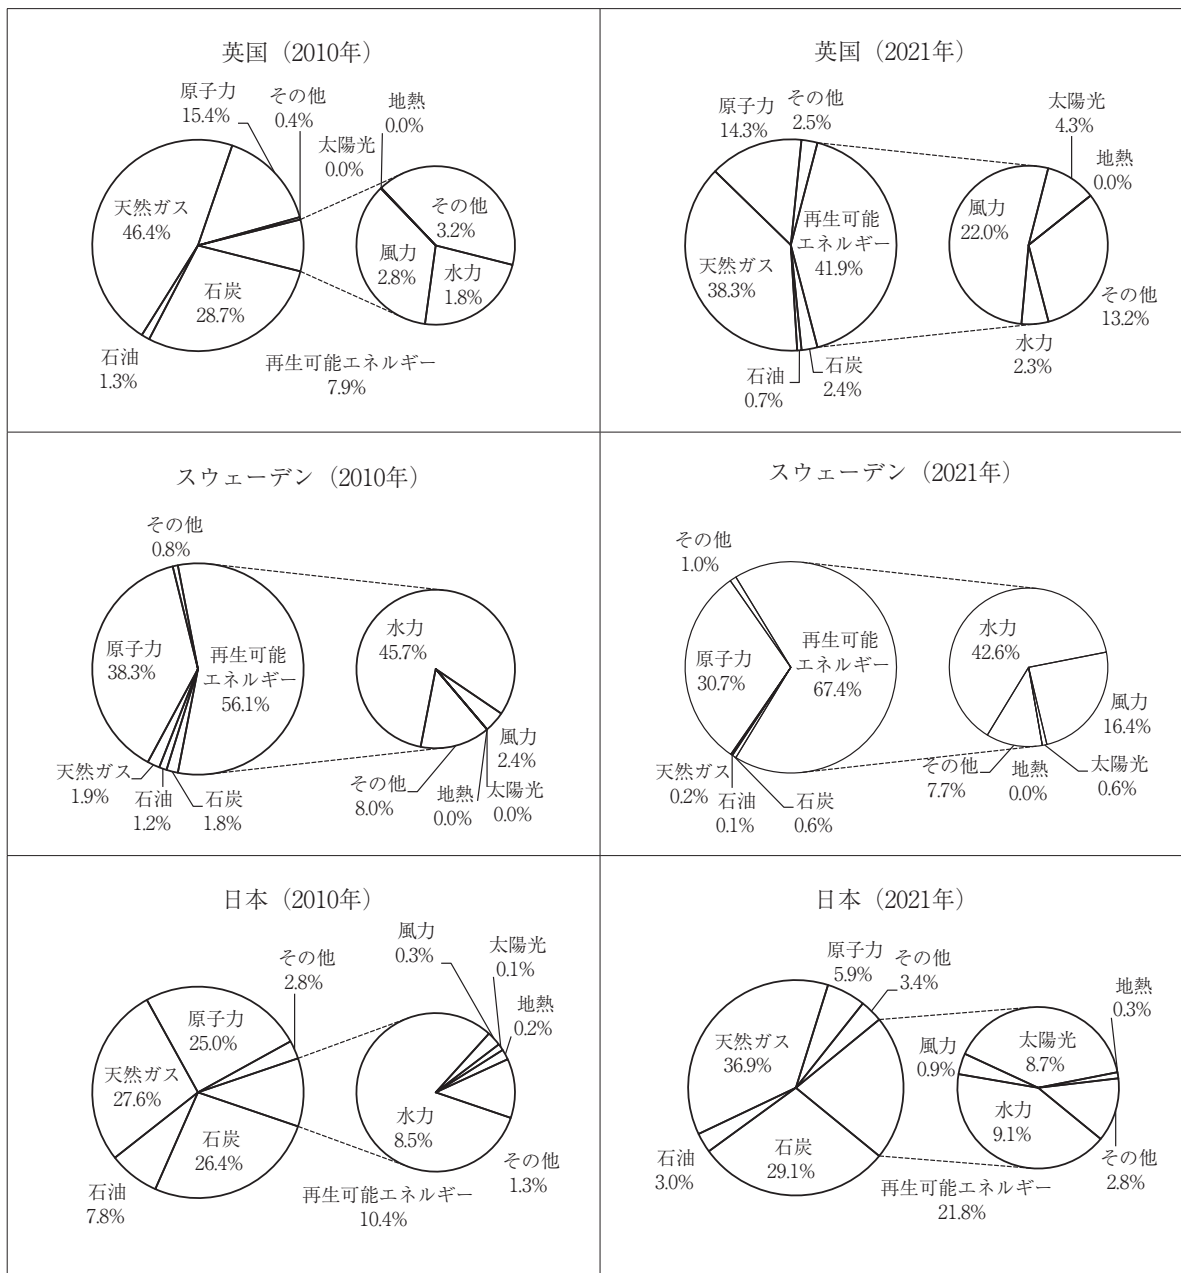 英国（2010年）
原子力
15.4%
その他
0.4%
地熱
0.0%
太陽光
0.0%
天然ガス
46.4%
その他
3.2%
風力
2.8%
水力
1.8%
石炭
28.7%
石油
1.3%
再生可能エネルギー
7.9%
英国（2021年）
原子力
14.3%
その他
2.5%
太陽光
4.3%
地熱
0.0%
風力
22.0%
再生可能
エネルギー
41.9%
天然ガス
38.3%
その他
13.2%
水力
2.3%
石油
0.7%
石炭
2.4%
スウェーデン（2010年）
その他
0.8%
水力
45.7%
原子力
38.3%
再生可能
エネルギー
56.1%
風力
2.4%
天然ガス
1.9%
石油
1.2%
石炭
1.8%
その他
8.0%
地熱
0.0%
太陽光
0.0%
スウェーデン（2021年）
その他
1.0%
水力
42.6%
原子力
30.7%
再生可能
エネルギー
67.4%
風力
16.4%
天然ガス
0.2%
石油
0.1%
石炭
0.6%
その他
7.7%
地熱
0.0%
太陽光
0.6%
日本（2010年）
風力
0.3%
太陽光
0.1%
その他
2.8%
地熱
0.2%
原子力
25.0%
天然ガス
27.6%
水力
8.5%
石炭
26.4%
その他
1.3%
石油
7.8%
再生可能エネルギー
10.4%
日本（2021年）
原子力
5.9%
その他
3.4%
地熱
0.3%
天然ガス
36.9%
風力
0.9%
太陽光
8.7%
水力
9.1%
石油
3.0%
石炭
29.1%
その他
2.8%
再生可能エネルギー
21.8%